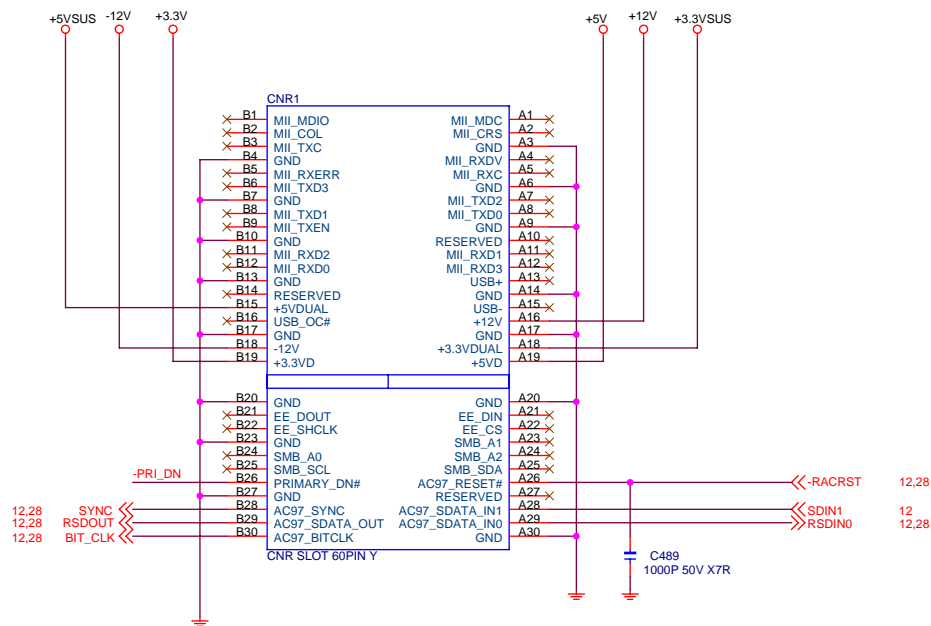 +5VSUS -12V +3.3V +5V +12V +3.3VSUS
CNR1
B1 MII_MDIO MII_MDC A1
B2 MII_COL MII_CRS A2
B3 MII_TXC GND A3
B4 GND MII_RXDV A4
B5 MII_RXERR MII_RXC A5
B6 MII_TXD3 GND A6
B7 GND MII_TXD2 A7
B8 MII_TXD1 MII_TXD0 A8
B9 MII_TXEN GND A9
B10 GND RESERVED A10
B11 MII_RXD2 MII_RXD1 A11
B12 MII_RXD0 MII_RXD3 A12
B13 GND USB+ A13
B14 RESERVED GND A14
B15 +5VDUAL USB- A15
B16 USB_OC# +12V A16
B17 GND GND A17
B18 -12V +3.3VDUAL A18
B19 +3.3VD +5VD A19
B20 GND GND A20
B21 EE_DOUT EE_DIN A21
B22 EE_SHCLK EE_CS A22
B23 GND SMB_A1 A23
B24 SMB_A0 SMB_A2 A24
B25 SMB_SCL SMB_SDA A25
-PRI_DN B26 PRIMARY_DN# AC97_RESET# A26 -RACRST 12,28
B27 GND RESERVED A27
12,28 SYNC B28 AC97_SYNC AC97_SDATA_IN1 A28 SDIN1 12
12,28 RSDOUT B29 AC97_SDATA_OUT AC97_SDATA_IN0 A29 RSDIN0 12,28
12,28 BIT_CLK B30 AC97_BITCLK GND A30
CNR SLOT 60PIN Y
C489
1000P 50V X7R